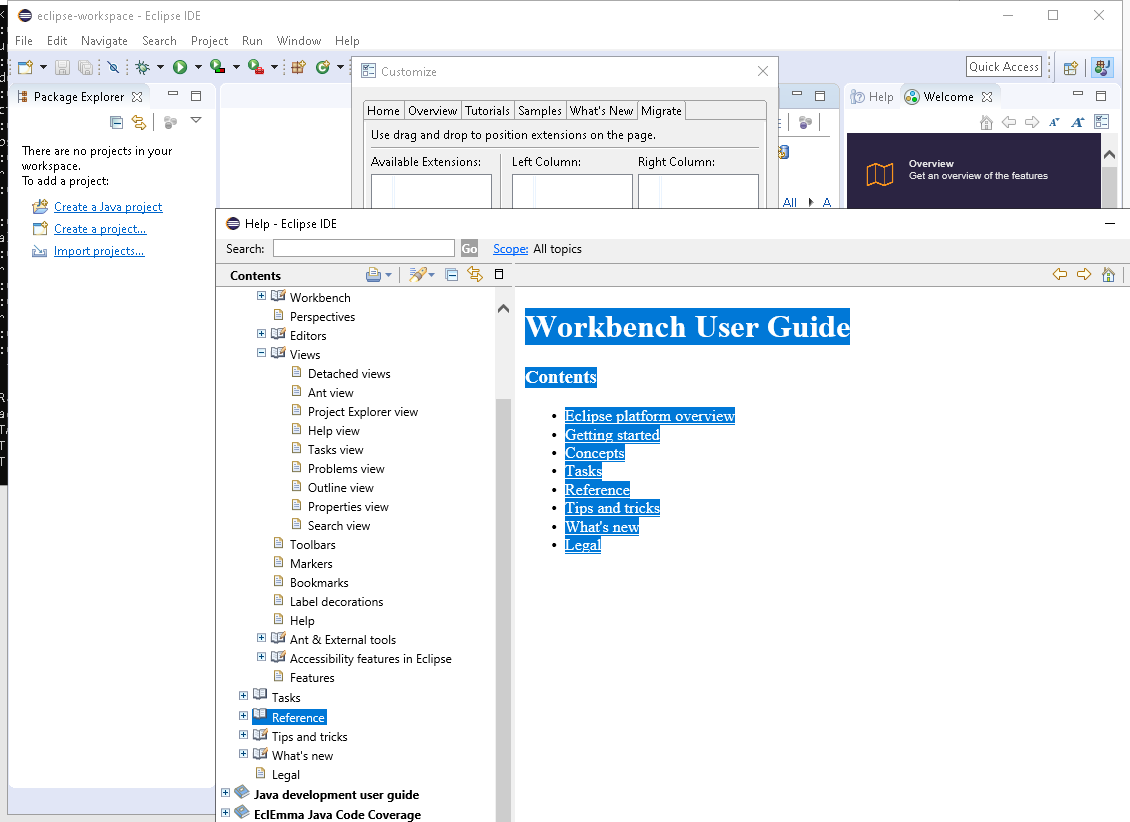 eclipse-workspace - Eclipse IDE
File Edit Navigate Search Project Run Window Help
Quick Access
Package Explorer
There are no projects in your
workspace.
To add a project:
Create a Java project
Create a project...
Import projects...
Customize
Home Overview Tutorials Samples What's New Migrate
Use drag and drop to position extensions on the page.
Available Extensions: Left Column: Right Column:
All A
Help Welcome
Overview
Get an overview of the features
Help - Eclipse IDE
Search: Go Scope: All topics
Contents
Workbench
Perspectives
Editors
Views
Detached views
Ant view
Project Explorer view
Help view
Tasks view
Problems view
Outline view
Properties view
Search view
Toolbars
Markers
Bookmarks
Label decorations
Help
Ant & External tools
Accessibility features in Eclipse
Features
Tasks
Reference
Tips and tricks
What's new
Legal
Java development user guide
EclEmma Java Code Coverage
Workbench User Guide
Contents
• Eclipse platform overview
• Getting started
• Concepts
• Tasks
• Reference
• Tips and tricks
• What's new
• Legal